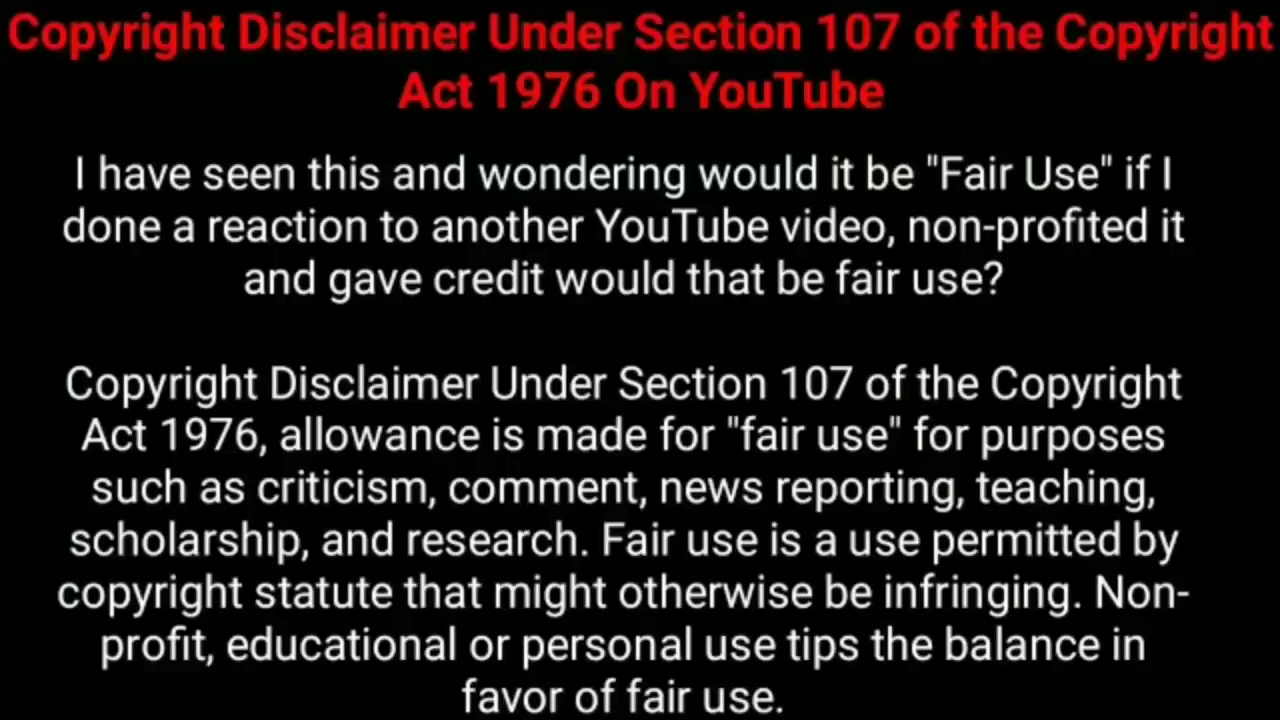 Copyright Disclaimer Under Section 107 of the Copyright
Act 1976 On YouTube
I have seen this and wondering would it be "Fair Use" if I
done a reaction to another YouTube video, non-profited it
and gave credit would that be fair use?
Copyright Disclaimer Under Section 107 of the Copyright
Act 1976, allowance is made for "fair use" for purposes
such as criticism, comment, news reporting, teaching,
scholarship, and research. Fair use is a use permitted by
copyright statute that might otherwise be infringing. Non-
profit, educational or personal use tips the balance in
favor of fair use.